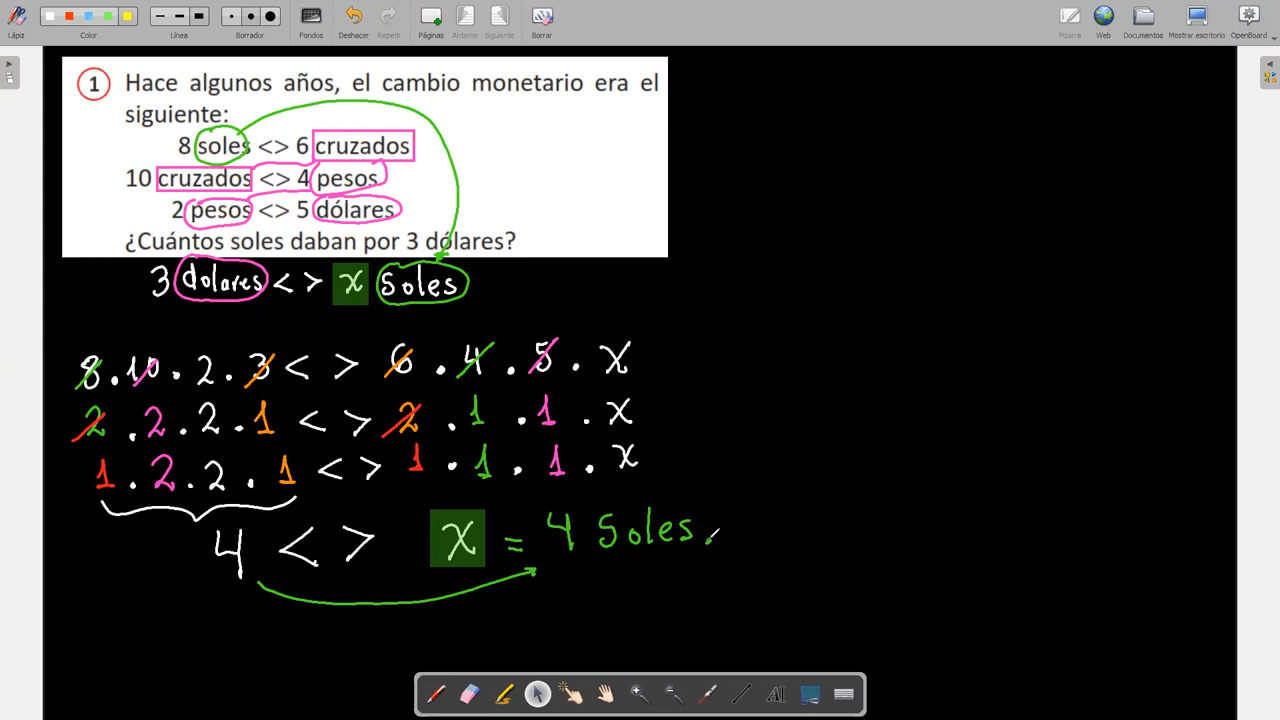 Lápiz Color Línea Borrador Fondos Deshacer Repetir Páginas Anterior Siguiente Borrar Pizarra Web Documentos Mostrar escritorio OpenBoard
1 Hace algunos años, el cambio monetario era el
siguiente:
8 soles <> 6 cruzados
10 cruzados <> 4 pesos
2 pesos <> 5 dólares
¿Cuántos soles daban por 3 dólares?
3 dolares < > x Soles
8 . 10 . 2 . 3 < > 6 . 4 . 5 . x
2 . 2 . 2 . 1 < > 2 . 1 . 1 . x
1 . 2 . 2 . 1 <> 1 . 1 . 1 . x
4 < > x = 4 Soles.
AI